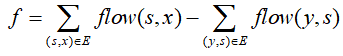 f = ∑ flow(s,x) − ∑ flow(y,s)
(s,x)∈E (y,s)∈E